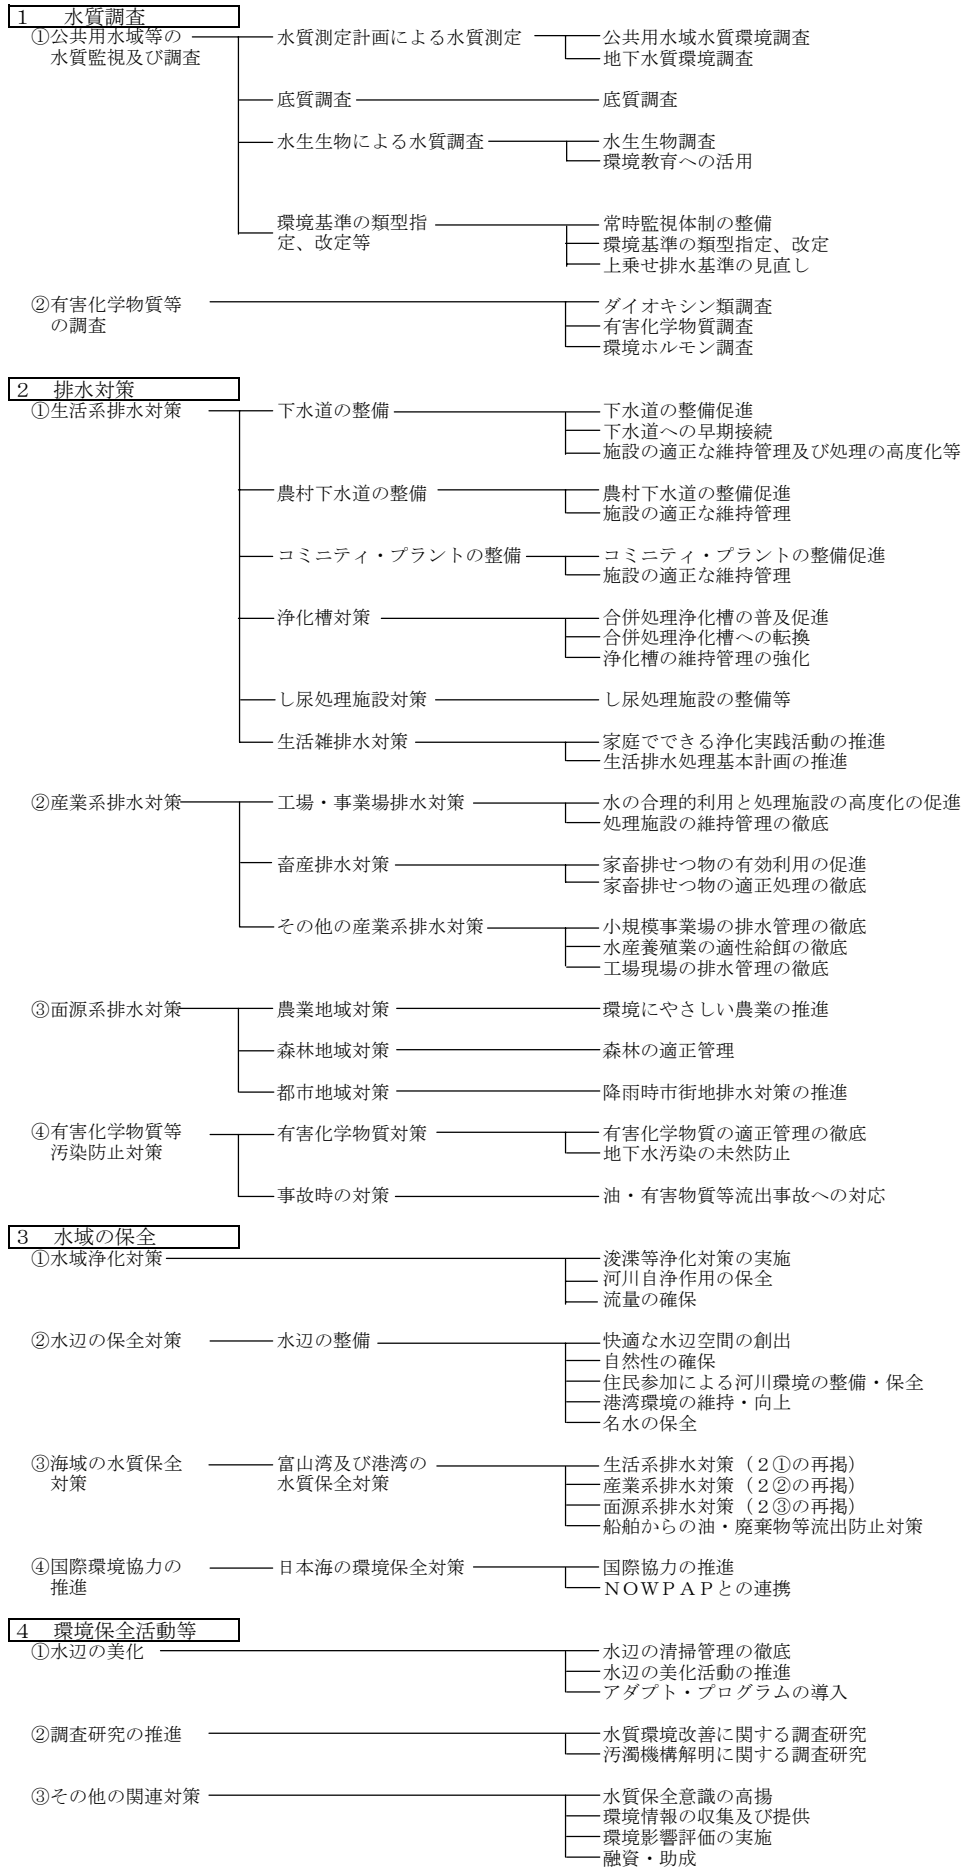 １　水質調査
①公共用水域等の　水質測定計画による水質測定　公共用水域水質環境調査
水質監視及び調査　地下水質環境調査
底質調査　底質調査
水生生物による水質調査　水生生物調査
環境教育への活用
環境基準の類型指　常時監視体制の整備
定、改定等　環境基準の類型指定、改定
上乗せ排水基準の見直し
②有害化学物質等　ダイオキシン類調査
の調査　有害化学物質調査
環境ホルモン調査
２　排水対策
①生活系排水対策　下水道の整備　下水道の整備促進
下水道への早期接続
施設の適正な維持管理及び処理の高度化等
農村下水道の整備　農村下水道の整備促進
施設の適正な維持管理
コミニティ・プラントの整備　コミニティ・プラントの整備促進
施設の適正な維持管理
浄化槽対策　合併処理浄化槽の普及促進
合併処理浄化槽への転換
浄化槽の維持管理の強化
し尿処理施設対策　し尿処理施設の整備等
生活雑排水対策　家庭でできる浄化実践活動の推進
生活排水処理基本計画の推進
②産業系排水対策　工場・事業場排水対策　水の合理的利用と処理施設の高度化の促進
処理施設の維持管理の徹底
畜産排水対策　家畜排せつ物の有効利用の促進
家畜排せつ物の適正処理の徹底
その他の産業系排水対策　小規模事業場の排水管理の徹底
水産養殖業の適性給餌の徹底
工場現場の排水管理の徹底
③面源系排水対策　農業地域対策　環境にやさしい農業の推進
森林地域対策　森林の適正管理
都市地域対策　降雨時市街地排水対策の推進
④有害化学物質等　有害化学物質対策　有害化学物質の適正管理の徹底
汚染防止対策　地下水汚染の未然防止
事故時の対策　油・有害物質等流出事故への対応
３　水域の保全
①水域浄化対策　浚渫等浄化対策の実施
河川自浄作用の保全
流量の確保
②水辺の保全対策　水辺の整備　快適な水辺空間の創出
自然性の確保
住民参加による河川環境の整備・保全
港湾環境の維持・向上
名水の保全
③海域の水質保全　富山湾及び港湾の　生活系排水対策（２①の再掲）
対策　水質保全対策　産業系排水対策（２②の再掲）
面源系排水対策（２③の再掲）
船舶からの油・廃棄物等流出防止対策
④国際環境協力の　日本海の環境保全対策　国際協力の推進
推進　ＮＯＷＰＡＰとの連携
４　環境保全活動等
①水辺の美化　水辺の清掃管理の徹底
水辺の美化活動の推進
アダプト・プログラムの導入
②調査研究の推進　水質環境改善に関する調査研究
汚濁機構解明に関する調査研究
③その他の関連対策　水質保全意識の高揚
環境情報の収集及び提供
環境影響評価の実施
融資・助成